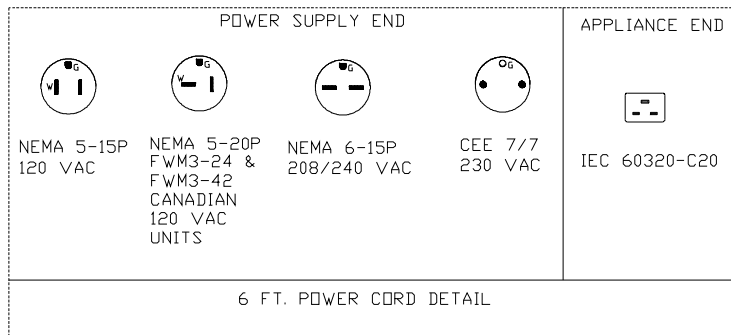 POWER SUPPLY END
APPLIANCE END
G
W
G
W
G
G
NEMA 5-15P
120 VAC
NEMA 5-20P
FWM3-24 &
FWM3-42
CANADIAN
120 VAC
UNITS
NEMA 6-15P
208/240 VAC
CEE 7/7
230 VAC
IEC 60320-C20
6 FT. POWER CORD DETAIL